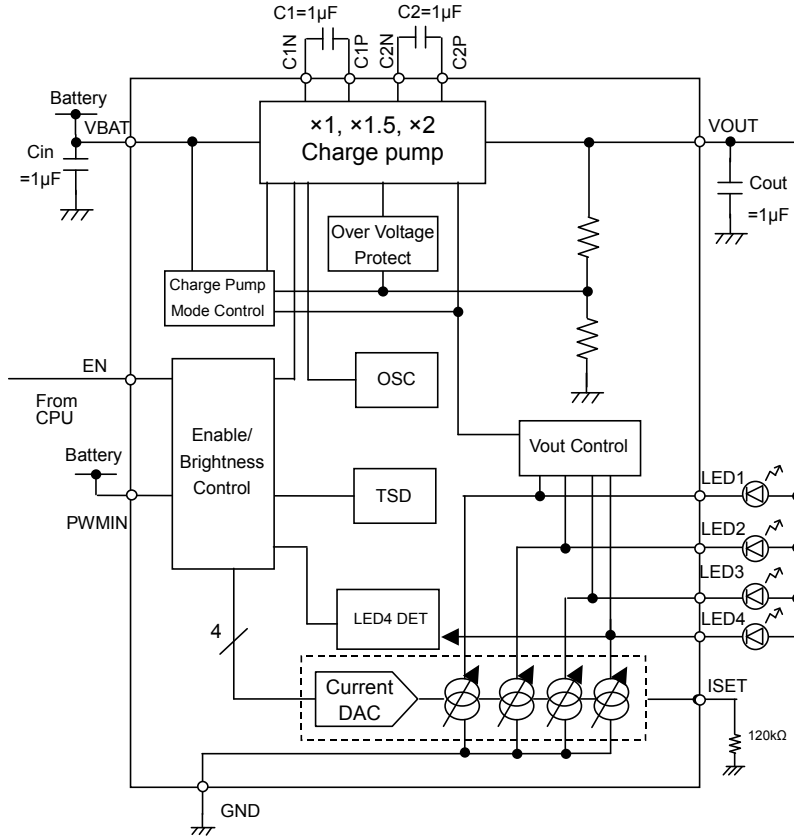 C1=1µF
C2=1µF
C1N
C1P
C2N
C2P
Battery
VBAT
×1, ×1.5, ×2
Charge pump
VOUT
Cin
=1µF
Cout
=1µF
Over Voltage
Protect
Charge Pump
Mode Control
EN
From
CPU
OSC
Enable/
Brightness
Control
Vout Control
Battery
PWMIN
TSD
LED1
LED2
LED3
LED4
LED4 DET
4
Current
DAC
ISET
120kΩ
GND